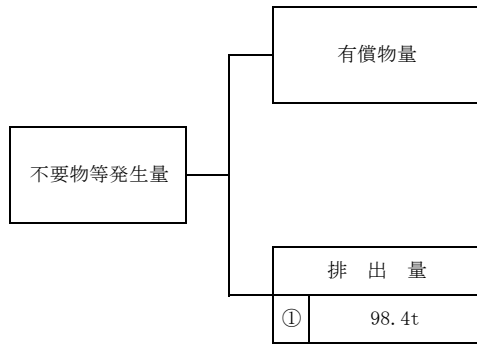 有償物量
不要物等発生量
排 出 量
① 98.4t